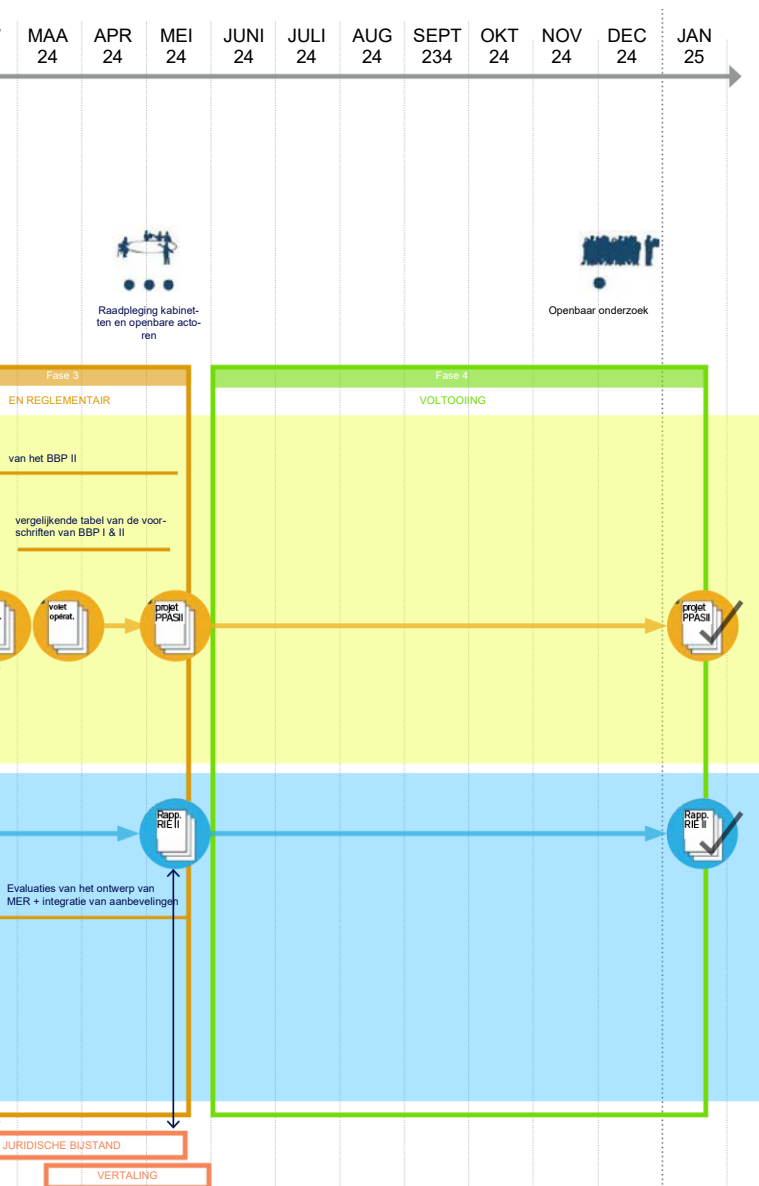 MAA APR MEI JUNI JULI AUG SEPT OKT NOV DEC JAN
24 24 24 24 24 24 234 24 24 24 25
Raadpleging kabinet-
ten en openbare acto-
ren
Openbaar onderzoek
Fase 3
Fase 4
EN REGLEMENTAIR
VOLTOOIING
van het BBP II
vergelijkende tabel van de voor-
schriften van BBP I & II
volet
opérat.
projet
PPASII
projet
PPASII
Rapp.
RIE II
Rapp.
RIE II
Evaluaties van het ontwerp van
MER + integratie van aanbevelingen
JURIDISCHE BIJSTAND
VERTALING